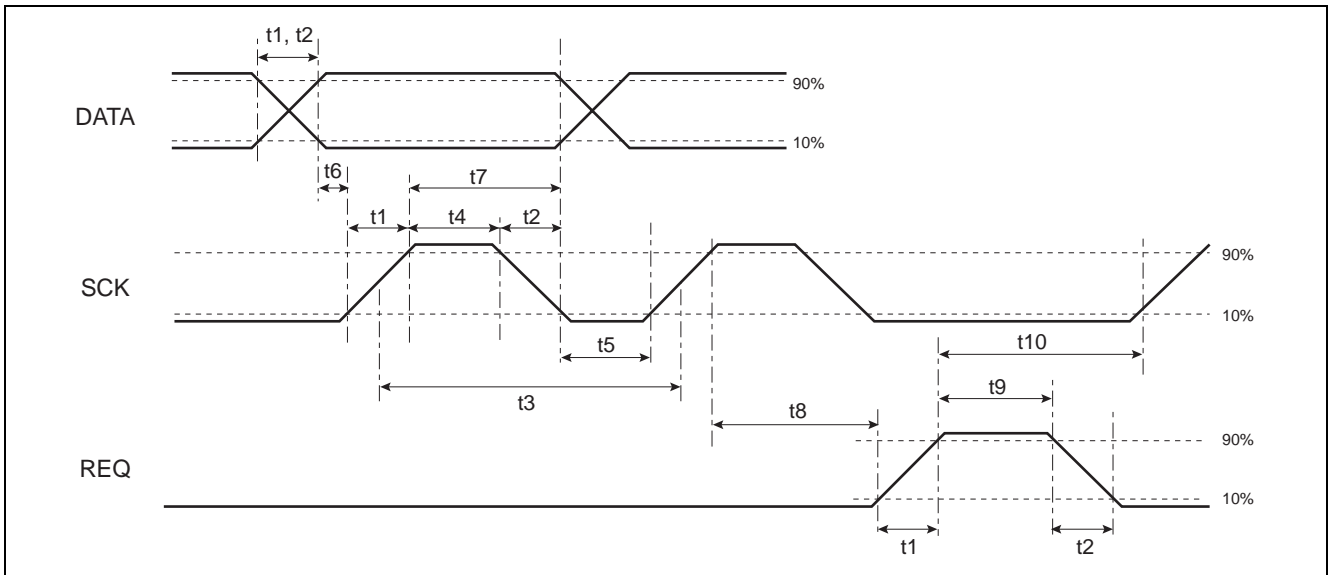 t1, t2
90%
DATA
10%
t6
t7
t1
t4
t2
90%
SCK
10%
t5
t10
t3
t9
t8
90%
REQ
10%
t1
t2